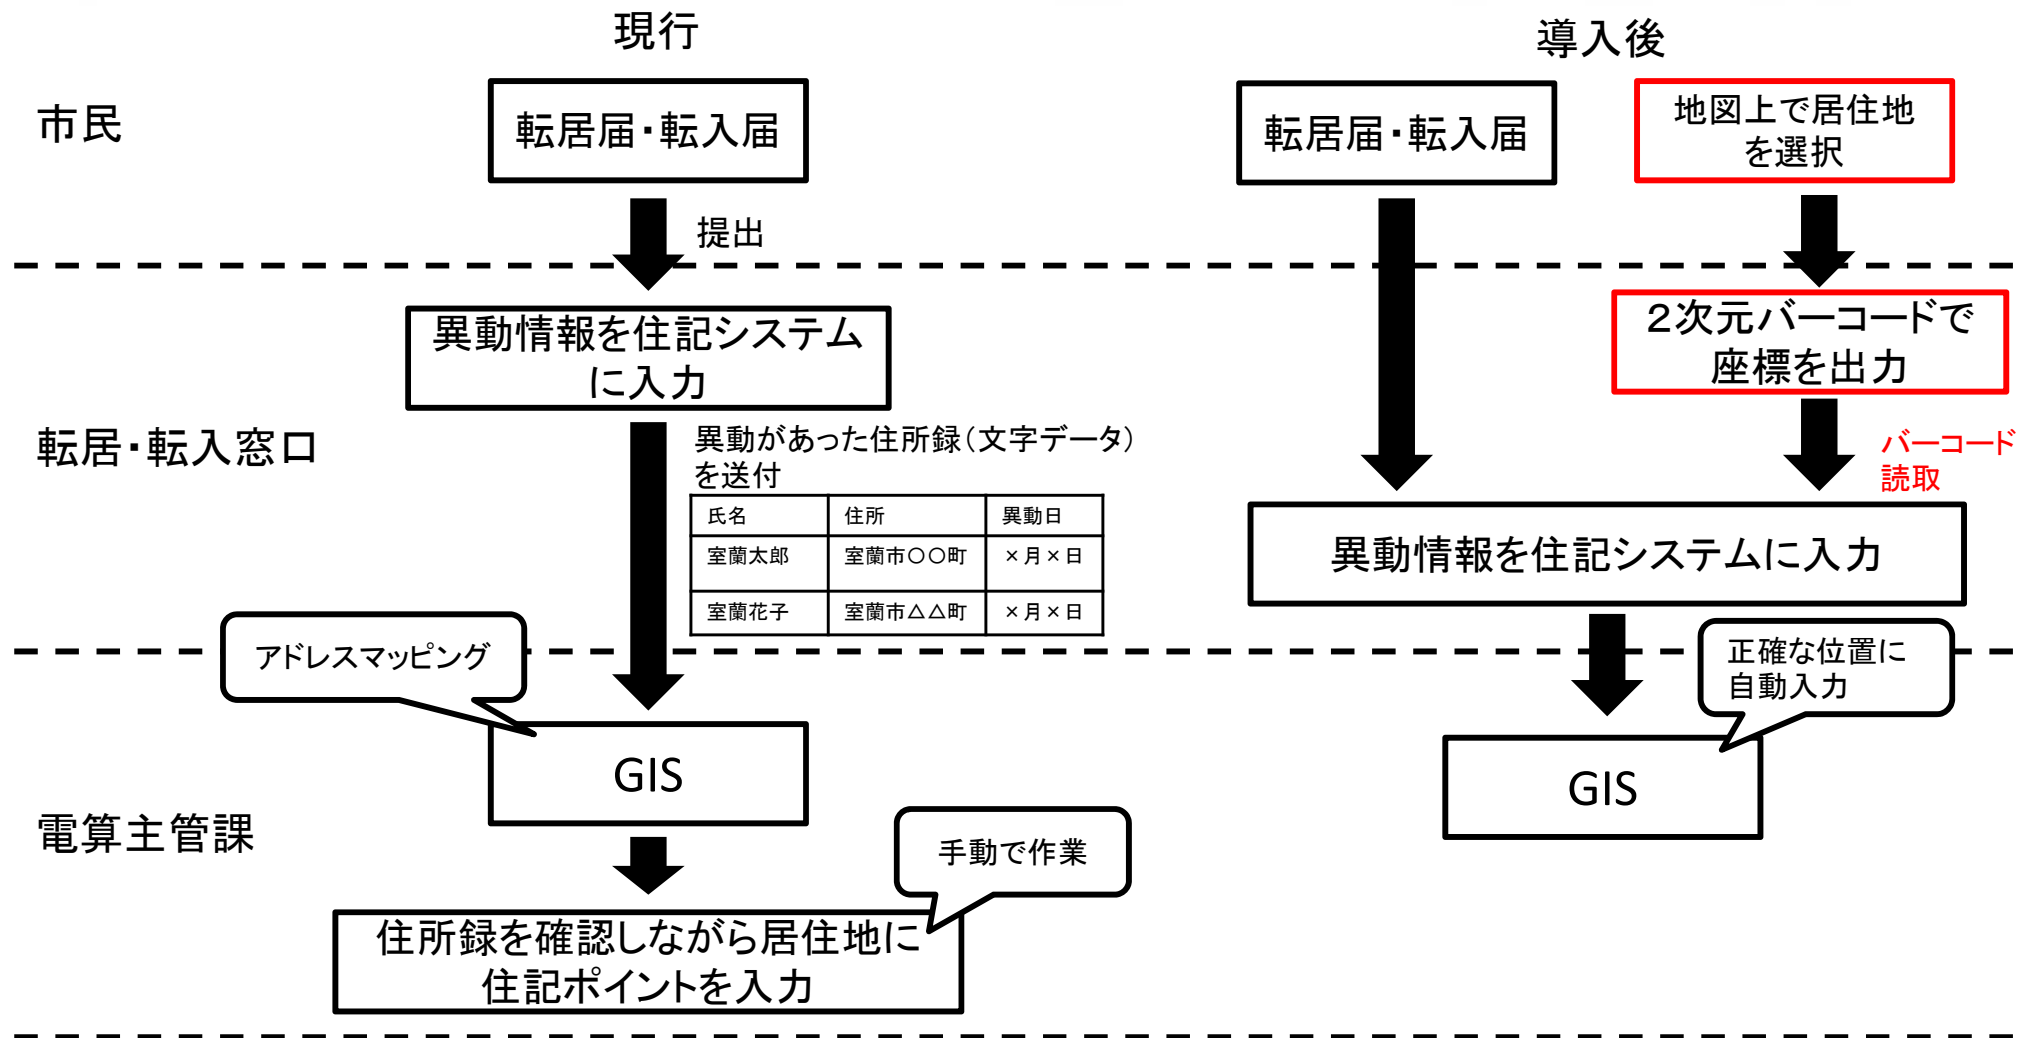 現行
導入後
市民
転居届・転入届
転居届・転入届
地図上で居住地
を選択
提出
転居・転入窓口
異動情報を住記システム
に入力
2次元バーコードで
座標を出力
異動があった住所録(文字データ)
を送付
バーコード
読取
氏名 住所 異動日
室蘭太郎 室蘭市〇〇町 ×月×日
室蘭花子 室蘭市△△町 ×月×日
異動情報を住記システムに入力
アドレスマッピング
正確な位置に
自動入力
電算主管課
GIS
GIS
手動で作業
住所録を確認しながら居住地に
住記ポイントを入力